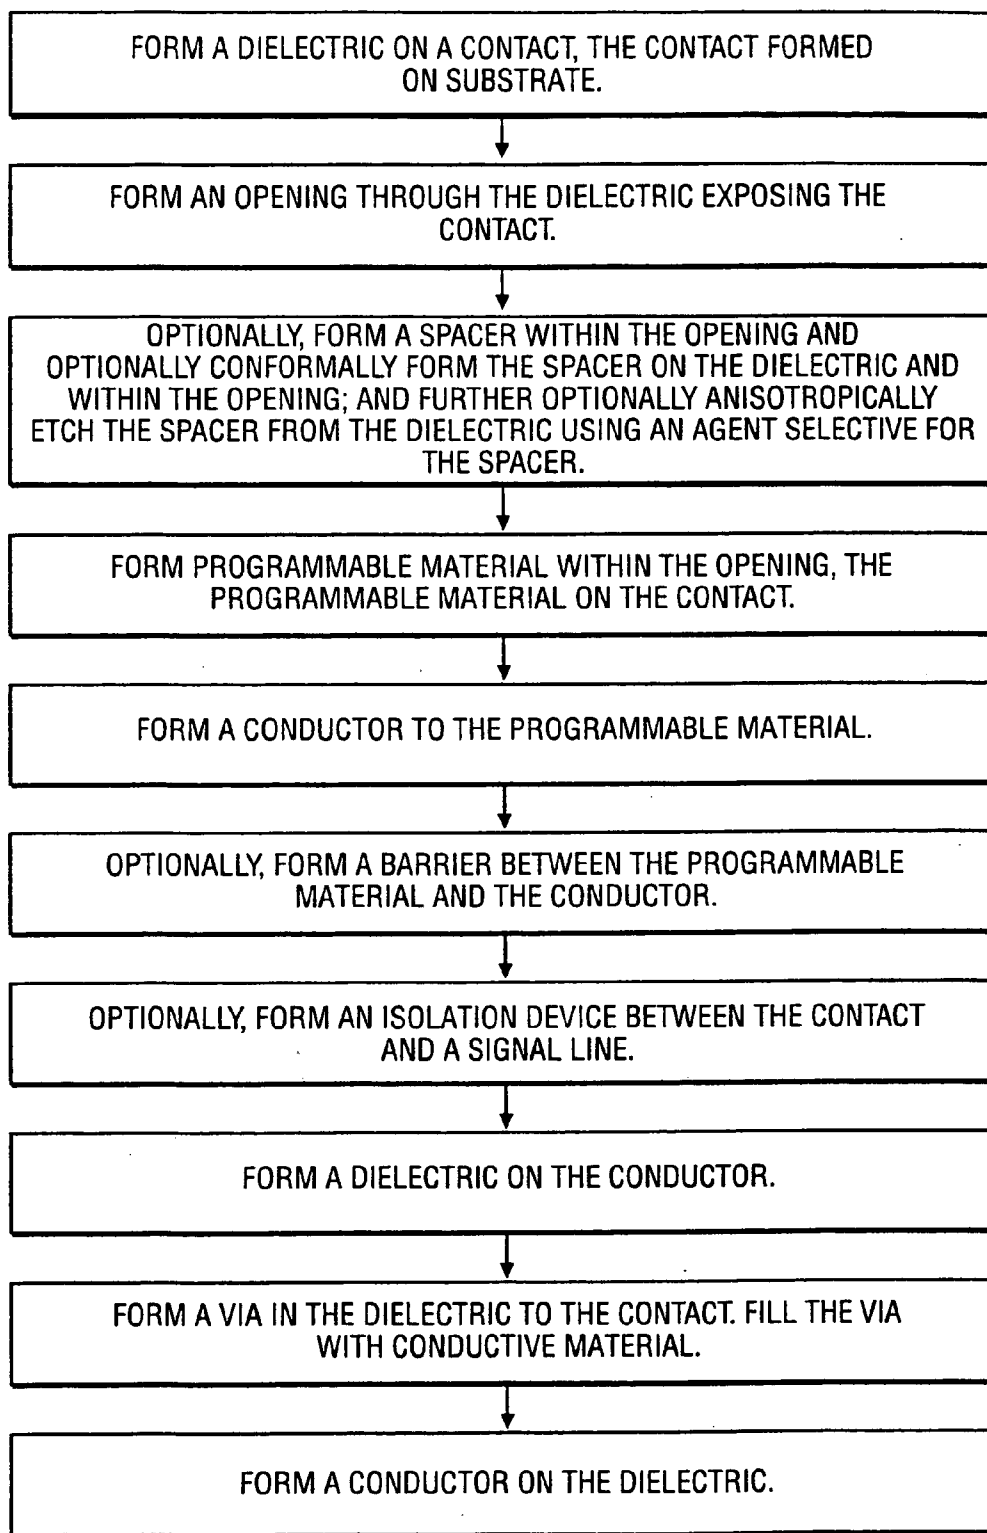 FORM A DIELECTRIC ON A CONTACT, THE CONTACT FORMED
ON SUBSTRATE.
FORM AN OPENING THROUGH THE DIELECTRIC EXPOSING THE
CONTACT.
OPTIONALLY, FORM A SPACER WITHIN THE OPENING AND
OPTIONALLY CONFORMALLY FORM THE SPACER ON THE DIELECTRIC AND
WITHIN THE OPENING; AND FURTHER OPTIONALLY ANISOTROPICALLY
ETCH THE SPACER FROM THE DIELECTRIC USING AN AGENT SELECTIVE FOR
THE SPACER.
FORM PROGRAMMABLE MATERIAL WITHIN THE OPENING, THE
PROGRAMMABLE MATERIAL ON THE CONTACT.
FORM A CONDUCTOR TO THE PROGRAMMABLE MATERIAL.
OPTIONALLY, FORM A BARRIER BETWEEN THE PROGRAMMABLE
MATERIAL AND THE CONDUCTOR.
OPTIONALLY, FORM AN ISOLATION DEVICE BETWEEN THE CONTACT
AND A SIGNAL LINE.
FORM A DIELECTRIC ON THE CONDUCTOR.
FORM A VIA IN THE DIELECTRIC TO THE CONTACT. FILL THE VIA
WITH CONDUCTIVE MATERIAL.
FORM A CONDUCTOR ON THE DIELECTRIC.